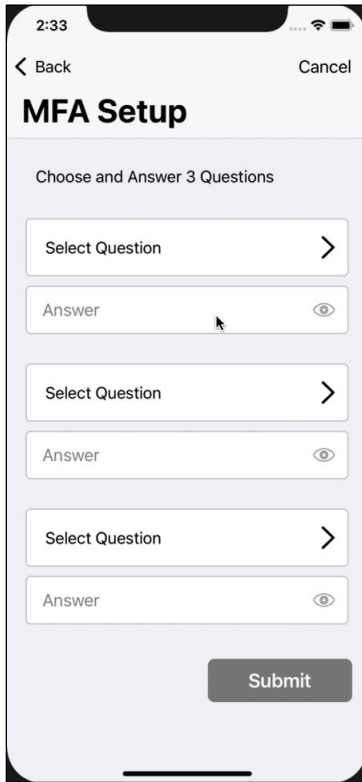 2:33
Back
Cancel
MFA Setup
Choose and Answer 3 Questions
Select Question
Answer
Select Question
Answer
Select Question
Answer
Submit